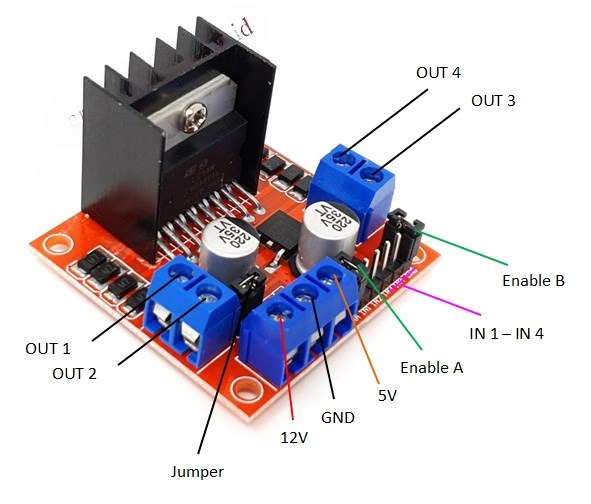 OUT 4
OUT 3
Enable B
IN 1 – IN 4
Enable A
5V
GND
12V
Jumper
OUT 1
OUT 2